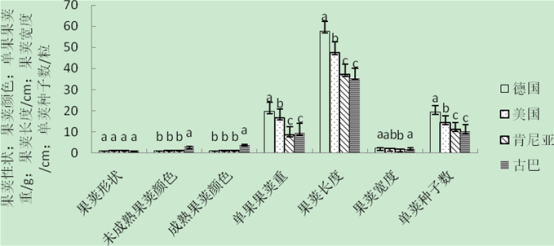 果荚性状；果荚颜色；单果果荚
重/g；果荚长度/cm；果荚宽度
/cm；单荚种子数/粒
70
60
50
40
30
20
10
0
a a a a
b b b a
b b b a
a b c c
a b c c
a a b b a
a b c c
果荚形状
未成熟果荚颜色
成熟果荚颜色
单果果荚重
果荚长度
果荚宽度
单荚种子数
德国
美国
肯尼亚
古巴